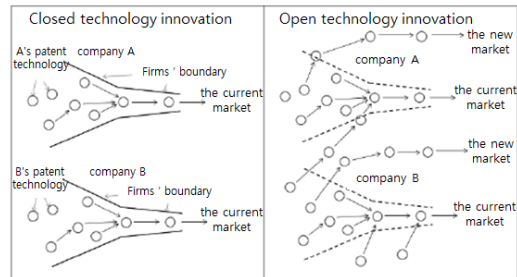 Closed technology innovation
A's patent
technology
company A
Firms ' boundary
the current
market
B's patent
technology
company B
Firms ' boundary
the current
market
Open technology innovation
the new
market
company A
the current
market
the new
market
company B
the current
market